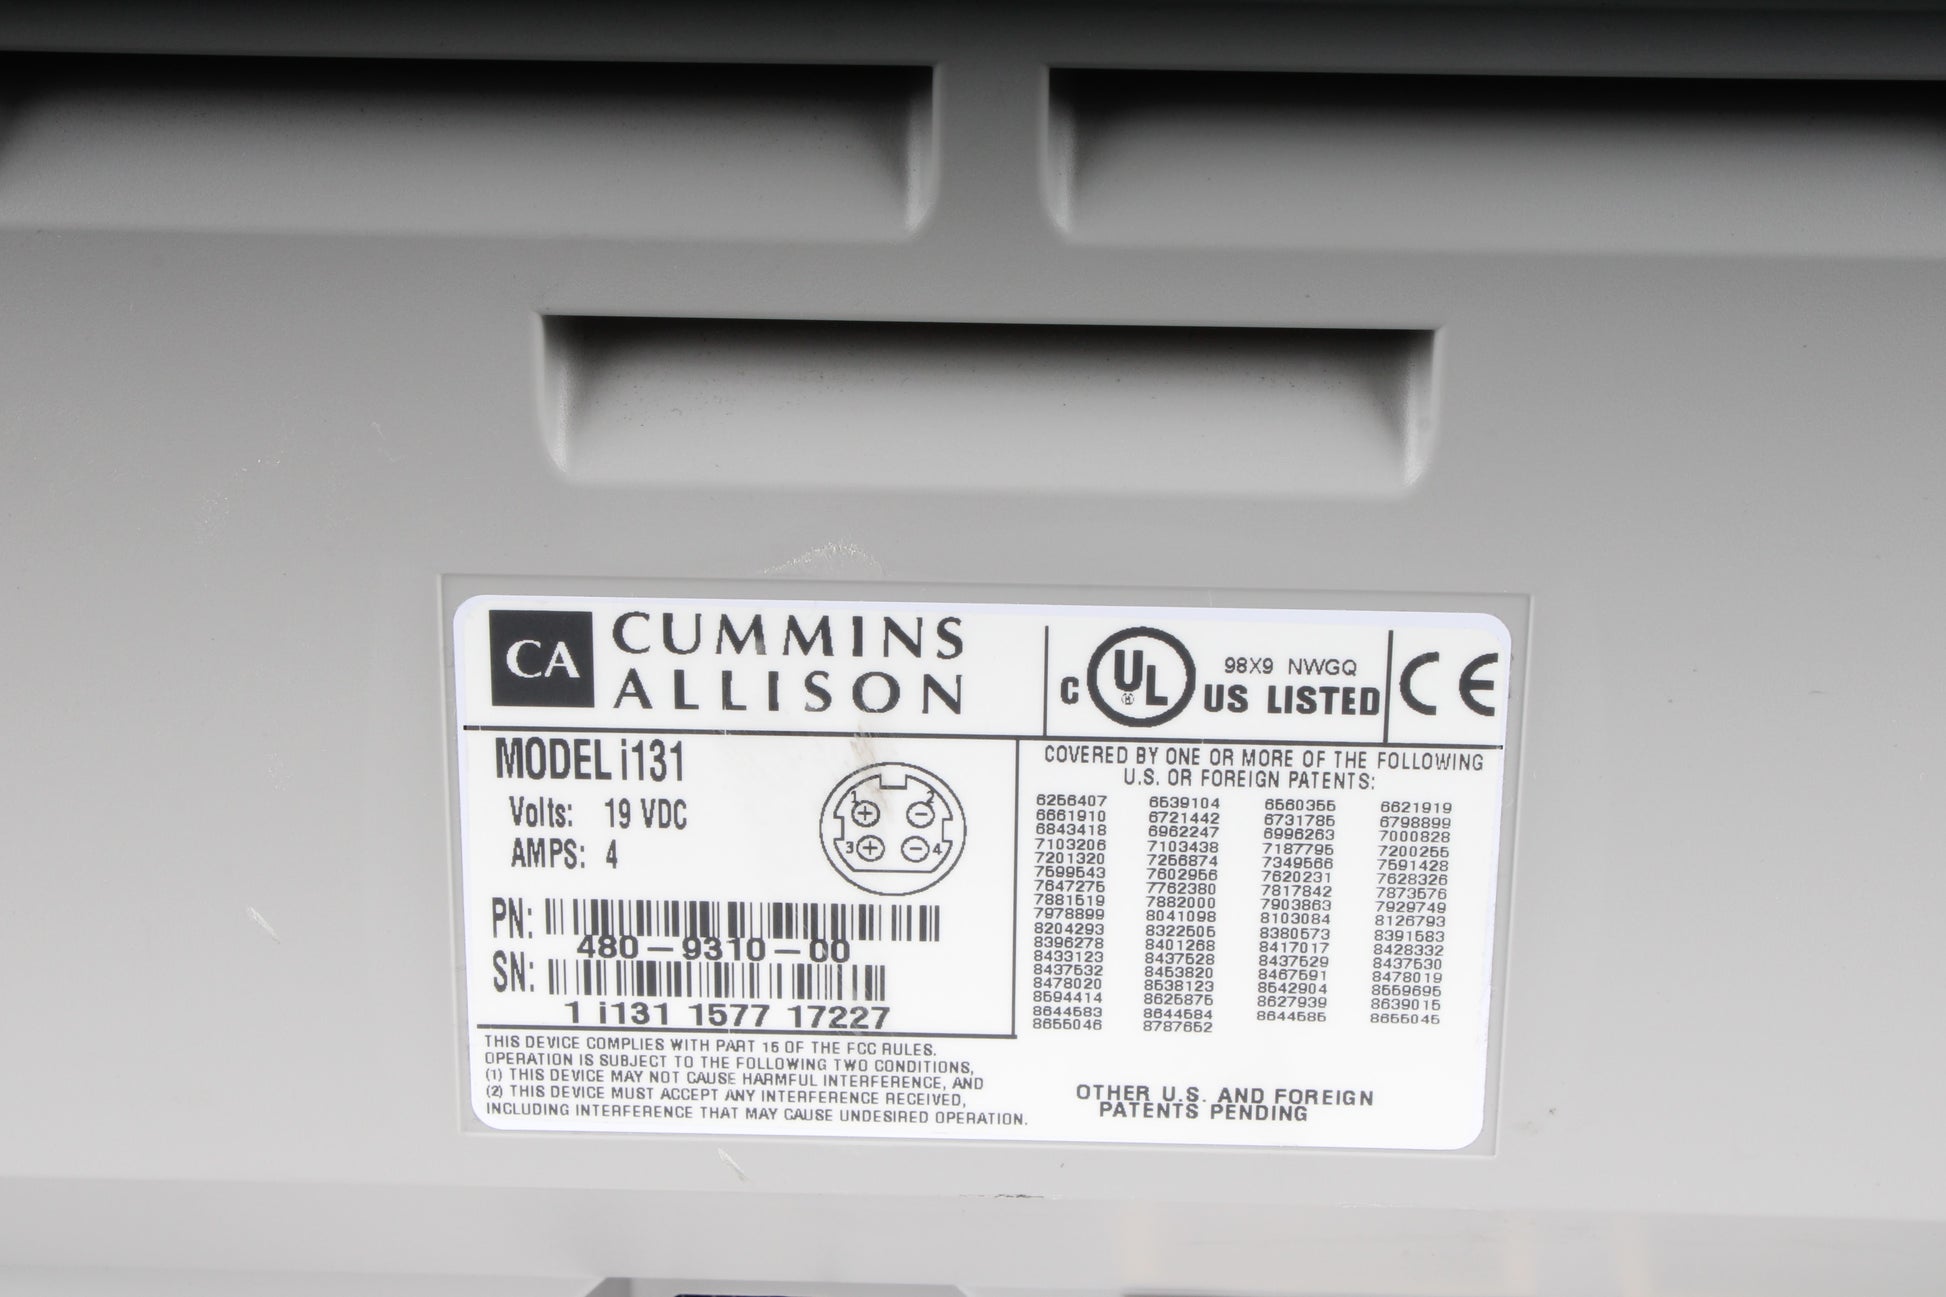 CA CUMMINS
ALLISON
C UL US LISTED
98X9 NWGQ
CE
MODEL i131
Volts: 19 VDC
AMPS: 4
1 + 2 −
3 + − 4
PN:
480-9310-00
SN:
1 i131 1577 17227
COVERED BY ONE OR MORE OF THE FOLLOWING
U.S. OR FOREIGN PATENTS:
6256407 6539104 6560355 6621919
6661910 6721442 6731785 6798899
6843418 6962247 6996263 7000828
7103206 7103438 7187795 7200255
7201320 7256874 7349566 7591428
7599543 7602956 7620231 7628326
7647275 7762380 7817842 7873576
7881519 7882000 7903863 7929749
7978899 8041098 8103084 8126793
8204293 8322505 8380573 8391583
8396278 8401268 8417017 8428332
8433123 8437528 8437529 8437530
8437532 8453820 8467591 8478019
8478020 8538123 8542904 8559695
8594414 8625875 8627939 8639015
8644583 8644584 8644585 8655045
8655046 8787652
OTHER U.S. AND FOREIGN
PATENTS PENDING
THIS DEVICE COMPLIES WITH PART 15 OF THE FCC RULES.
OPERATION IS SUBJECT TO THE FOLLOWING TWO CONDITIONS,
(1) THIS DEVICE MAY NOT CAUSE HARMFUL INTERFERENCE, AND
(2) THIS DEVICE MUST ACCEPT ANY INTERFERENCE RECEIVED,
INCLUDING INTERFERENCE THAT MAY CAUSE UNDESIRED OPERATION.